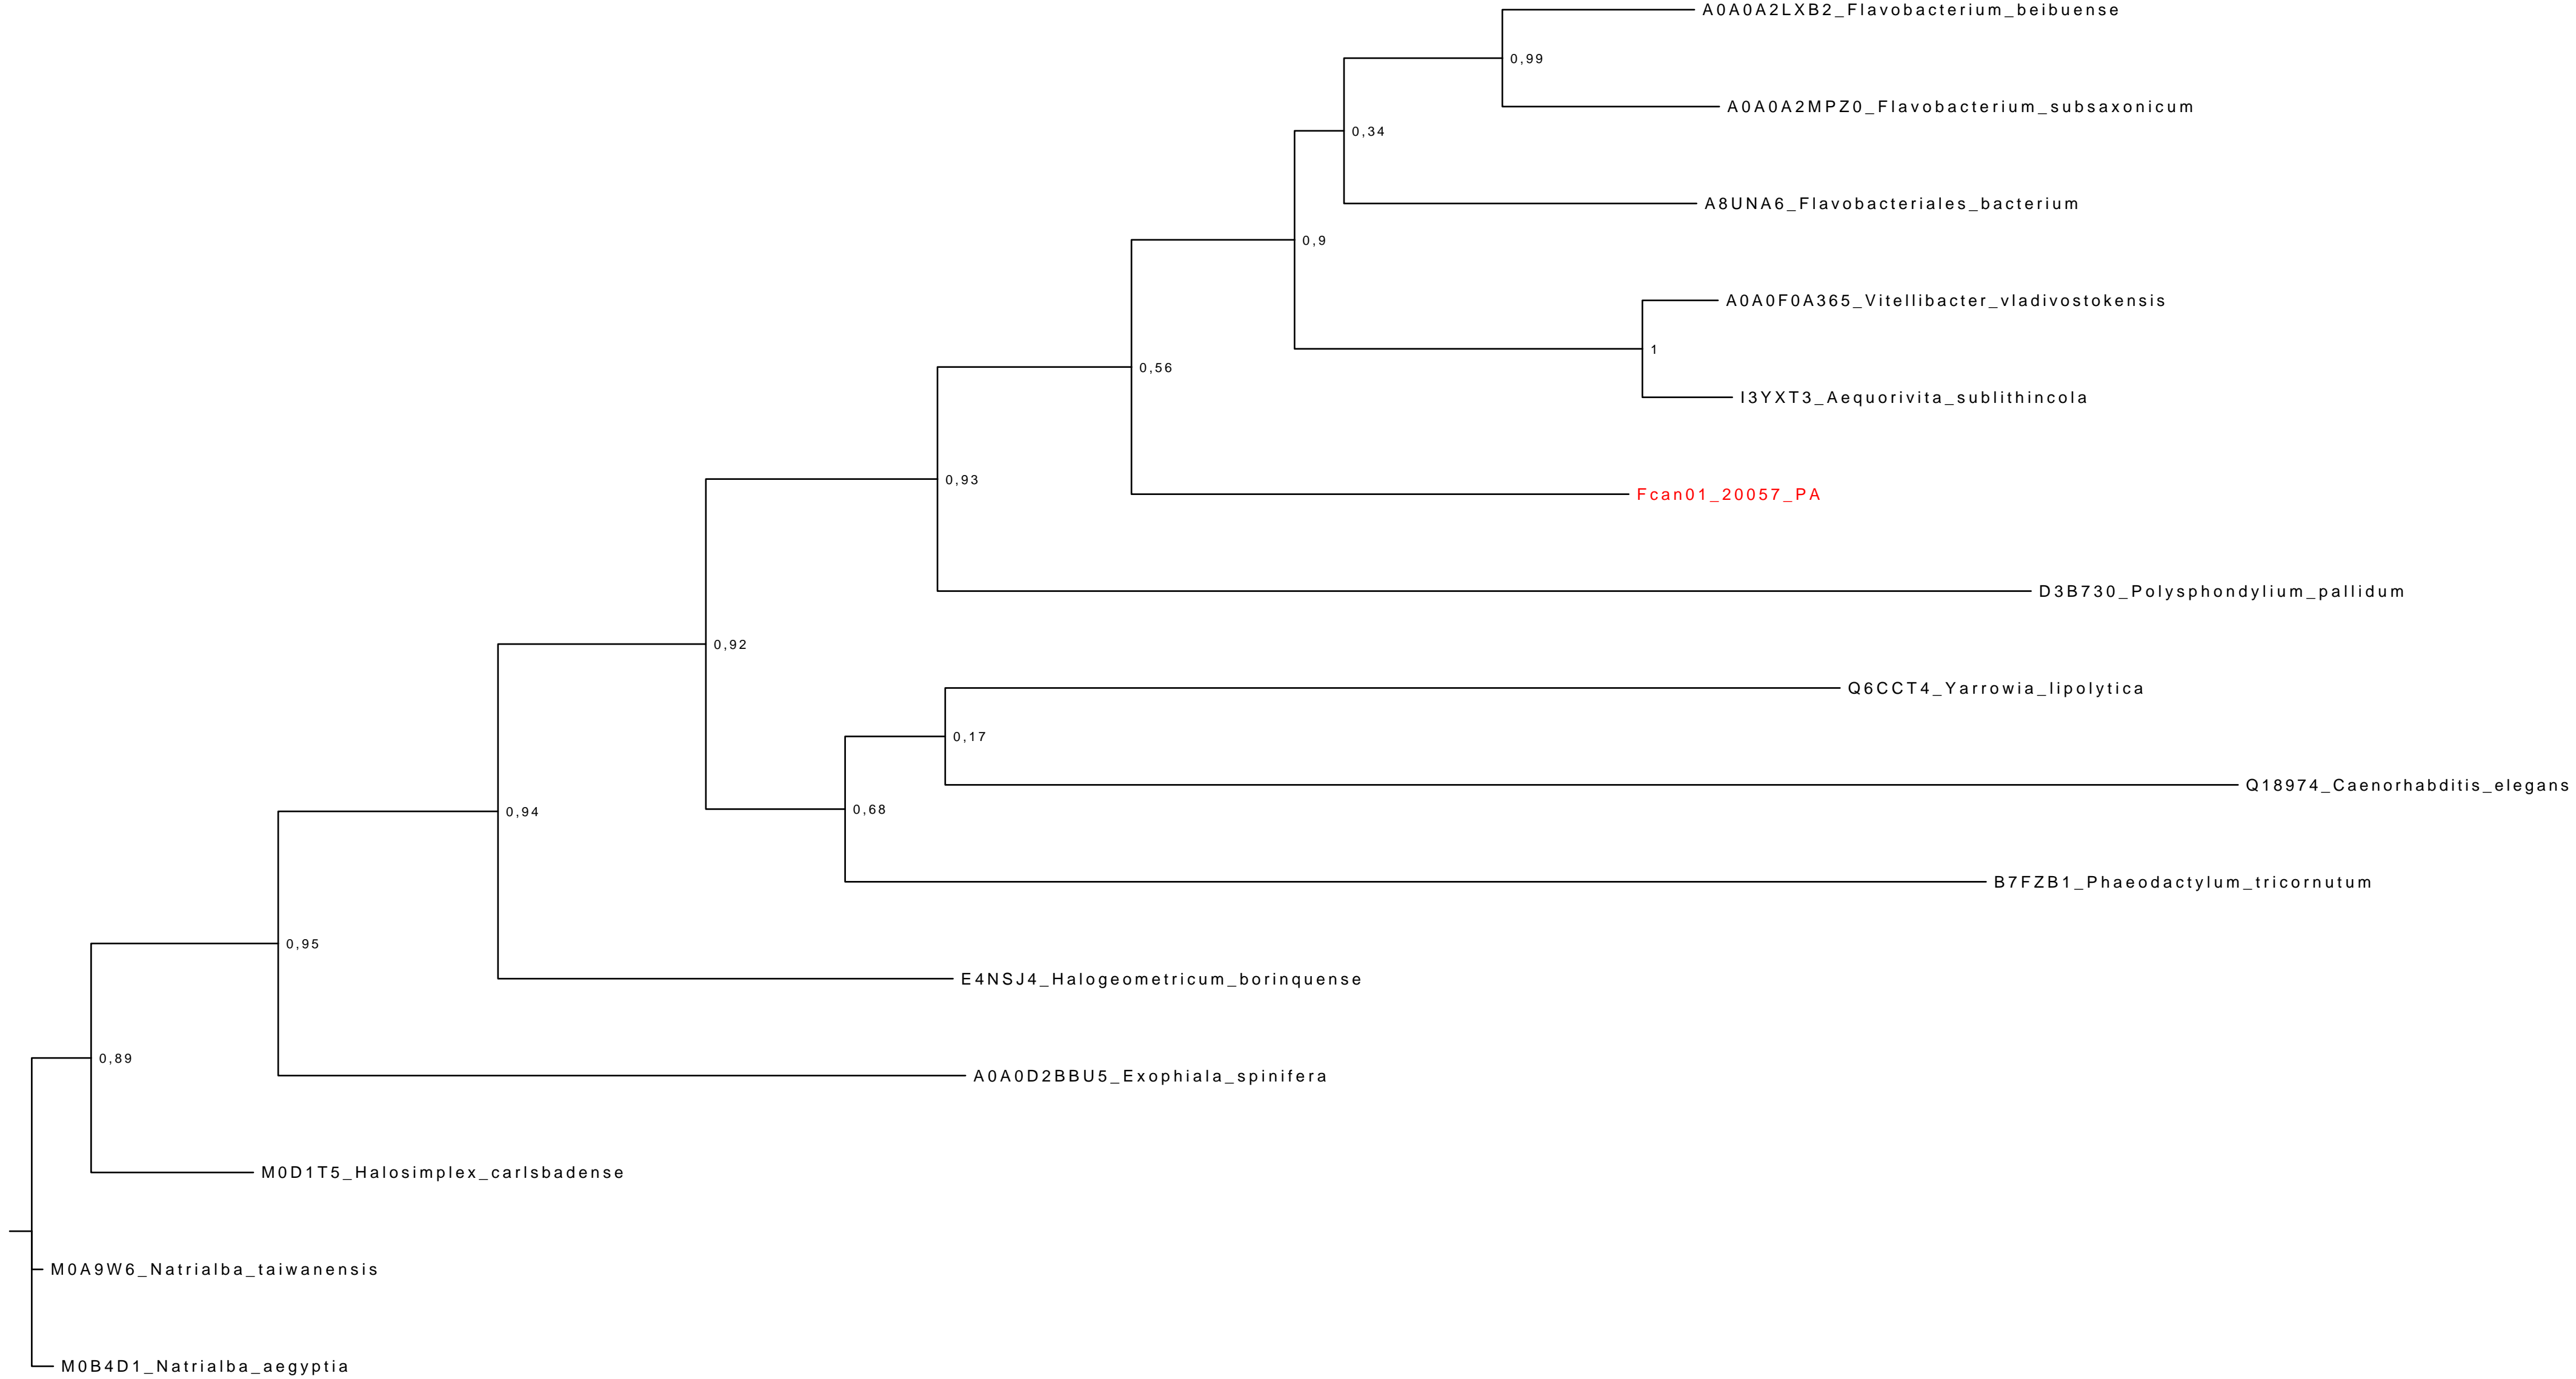 A0A0A2LXB2_Flavobacterium_beibuense
0,99
A0A0A2MPZ0_Flavobacterium_subsaxonicum
0,34
A8UNA6_Flavobacteriales_bacterium
0,9
A0A0F0A365_Vitellibacter_vladivostokensis
1
0,56
I3YXT3_Aequorivita_sublithincola
0,93
Fcan01_20057_PA
D3B730_Polysphondylium_pallidum
0,92
Q6CCT4_Yarrowia_lipolytica
0,17
Q18974_Caenorhabditis_elegans
0,68
0,94
B7FZB1_Phaeodactylum_tricornutum
0,95
E4NSJ4_Halogeometricum_borinquense
0,89
A0A0D2BBU5_Exophiala_spinifera
M0D1T5_Halosimplex_carlsbadense
M0A9W6_Natrialba_taiwanensis
M0B4D1_Natrialba_aegyptia